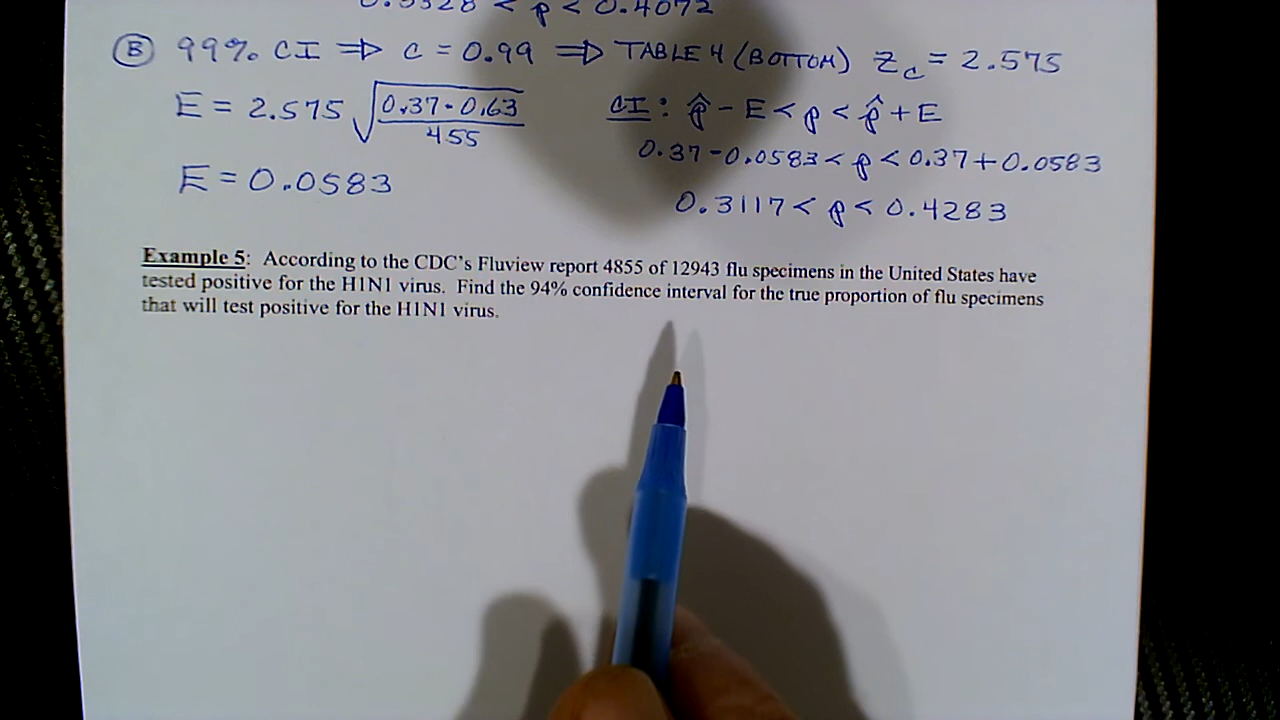 0.3328 < p < 0.4072
Ⓑ 99% CI ⇒ c = 0.99 ⇒ TABLE 4 (BOTTOM) z_c = 2.575
E = 2.575 √(0.37 · 0.63 / 455)
CI: p̂ - E < p < p̂ + E
0.37 - 0.0583 < p < 0.37 + 0.0583
E = 0.0583
0.3117 < p < 0.4283
Example 5: According to the CDC's Fluview report 4855 of 12943 flu specimens in the United States have
tested positive for the H1N1 virus. Find the 94% confidence interval for the true proportion of flu specimens
that will test positive for the H1N1 virus.